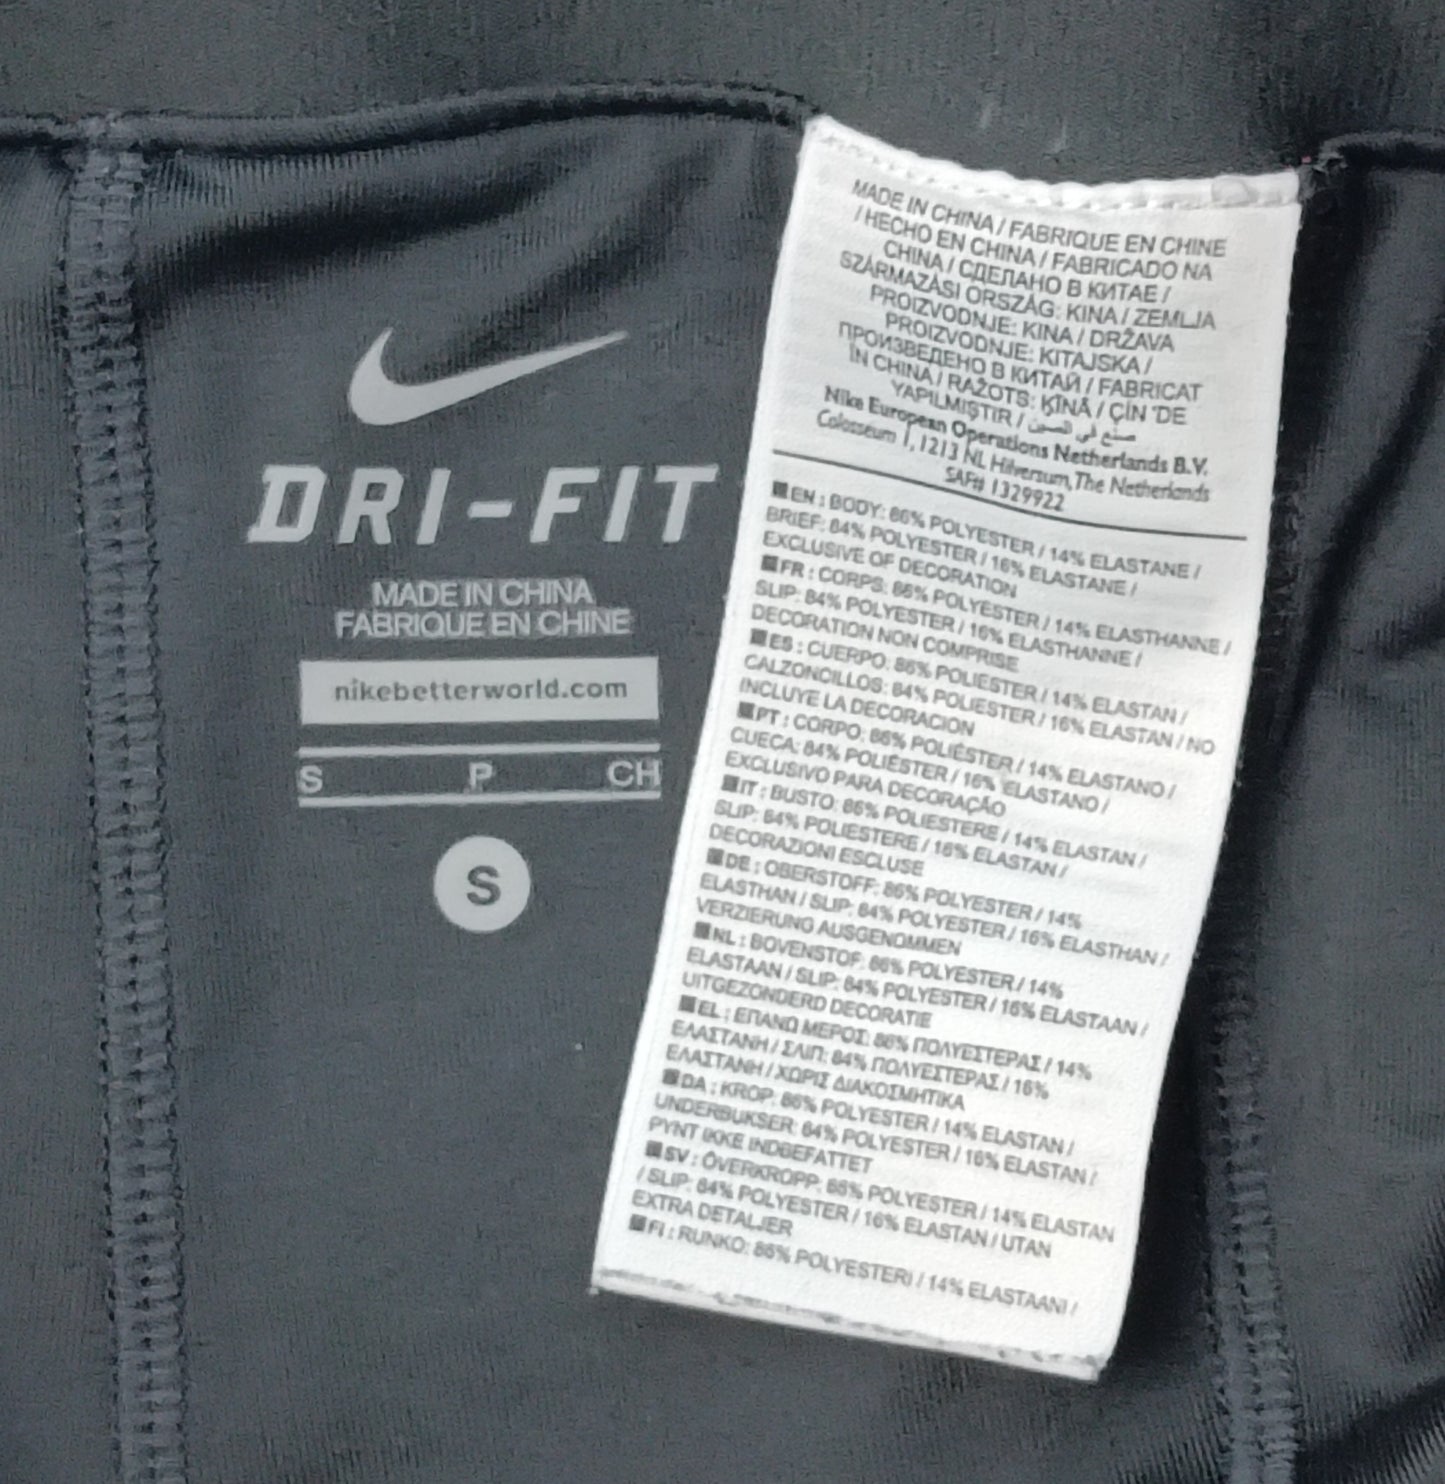 DRI-FIT
MADE IN CHINA
FABRIQUE EN CHINE
nikebetterworld.com
S P CH
S
MADE IN CHINA / FABRIQUE EN CHINE
/ HECHO EN CHINA / FABRICADO NA
CHINA / СДЕЛАНО В КИТАЕ /
SZÁRMAZÁSI ORSZÁG: KINA / ZEMLJA
PROIZVODNJE: KINA / DRŽAVA
PROIZVODNJE: KITAJSKA /
ПРОИЗВЕДЕНО В КИТАЙ / FABRICAT
ÎN CHINA / RAŽOTS: ĶĪNĀ / ÇİN 'DE
YAPILMIŞTIR / صنع في الصين
Nike European Operations Netherlands B.V.
Colosseum 1, 1213 NL Hilversum, The Netherlands
SAF# 1329922
EN : BODY: 86% POLYESTER / 14% ELASTANE /
BRIEF: 84% POLYESTER / 16% ELASTANE /
EXCLUSIVE OF DECORATION
FR : CORPS: 86% POLYESTER / 14% ELASTHANNE /
SLIP: 84% POLYESTER / 16% ELASTHANNE /
DECORATION NON COMPRISE
ES : CUERPO: 86% POLIESTER / 14% ELASTAN /
CALZONCILLOS: 84% POLIESTER / 16% ELASTAN / NO
INCLUYE LA DECORACION
PT : CORPO: 86% POLIÉSTER / 14% ELASTANO /
CUECA: 84% POLIÉSTER / 16% ELASTANO /
EXCLUSIVO PARA DECORAÇÃO
IT : BUSTO: 86% POLIESTERE / 14% ELASTAN /
SLIP: 84% POLIESTERE / 16% ELASTAN /
DECORAZIONI ESCLUSE
DE : OBERSTOFF: 86% POLYESTER / 14%
ELASTHAN / SLIP: 84% POLYESTER / 16% ELASTHAN /
VERZIERUNG AUSGENOMMEN
NL : BOVENSTOF: 86% POLYESTER / 14%
ELASTAAN / SLIP: 84% POLYESTER / 16% ELASTAAN /
UITGEZONDERD DECORATIE
EL : ΕΠΑΝΩ ΜΕΡΟΣ: 86% ΠΟΛΥΕΣΤΕΡΑΣ / 14%
ΕΛΑΣΤΑΝΗ / ΣΛΙΠ: 84% ΠΟΛΥΕΣΤΕΡΑΣ / 16%
ΕΛΑΣΤΑΝΗ / ΧΩΡΙΣ ΔΙΑΚΟΣΜΗΤΙΚΑ
DA : KROP: 86% POLYESTER / 14% ELASTAN /
UNDERBUKSER: 84% POLYESTER / 16% ELASTAN /
PYNT IKKE INDBEFATTET
SV : ÖVERKROPP: 86% POLYESTER / 14% ELASTAN
/ SLIP: 84% POLYESTER / 16% ELASTAN / UTAN
EXTRA DETALJER
FI : RUNKO: 86% POLYESTERI / 14% ELASTAANI /